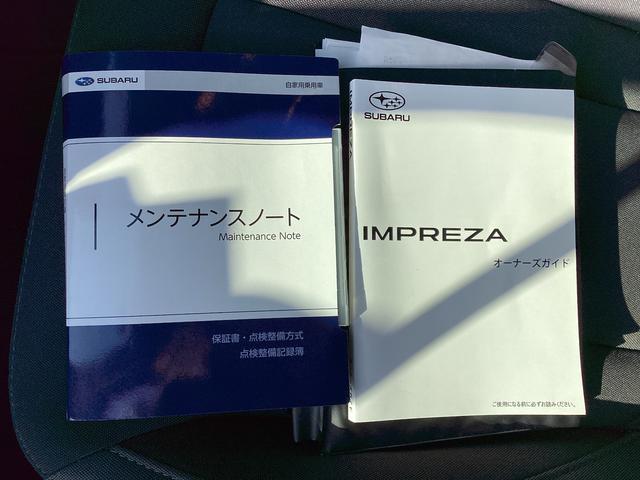 SUBARU
自家用乗用車
メンテナンスノート
Maintenance Note
保証書・点検整備方式
点検整備記録簿
SUBARU
IMPREZA
オーナーズガイド
ご使用になる前に必ずお読みください。